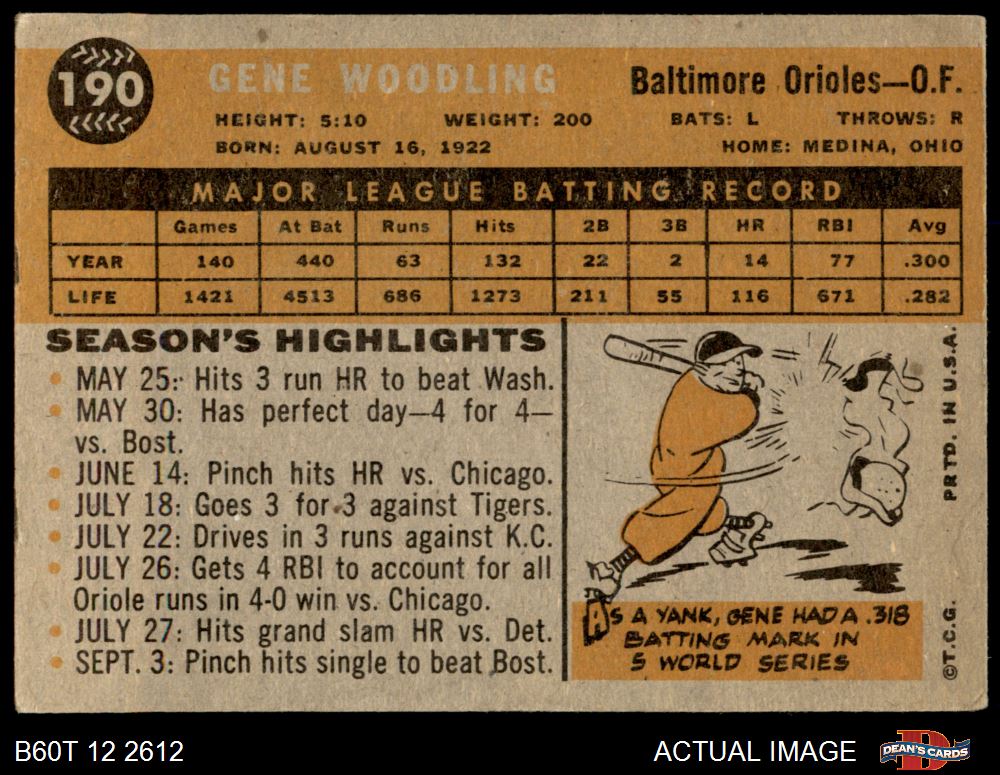 190
GENE WOODLING
Baltimore Orioles—O.F.
HEIGHT: 5:10 WEIGHT: 200 BATS: L THROWS: R
BORN: AUGUST 16, 1922 HOME: MEDINA, OHIO
MAJOR LEAGUE BATTING RECORD
Games At Bat Runs Hits 2B 3B HR RBI Avg
YEAR 140 440 63 132 22 2 14 77 .300
LIFE 1421 4513 686 1273 211 55 116 671 .282
SEASON'S HIGHLIGHTS
• MAY 25: Hits 3 run HR to beat Wash.
• MAY 30: Has perfect day—4 for 4—
vs. Bost.
• JUNE 14: Pinch hits HR vs. Chicago.
• JULY 18: Goes 3 for 3 against Tigers.
• JULY 22: Drives in 3 runs against K.C.
• JULY 26: Gets 4 RBI to account for all
Oriole runs in 4-0 win vs. Chicago.
• JULY 27: Hits grand slam HR vs. Det.
• SEPT. 3: Pinch hits single to beat Bost.
AS A YANK, GENE HAD A .318
BATTING MARK IN
5 WORLD SERIES
©T.C.G. PRTD. IN U.S.A.
B60T 12 2612
ACTUAL IMAGE
D
DEAN'S CARDS